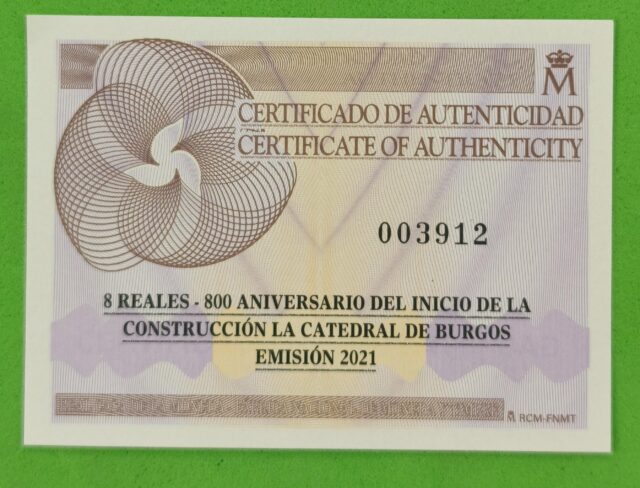 M
CERTIFICADO DE AUTENTICIDAD
CERTIFICATE OF AUTHENTICITY
003912
8 REALES - 800 ANIVERSARIO DEL INICIO DE LA
CONSTRUCCIÓN LA CATEDRAL DE BURGOS
EMISIÓN 2021
M RCM-FNMT